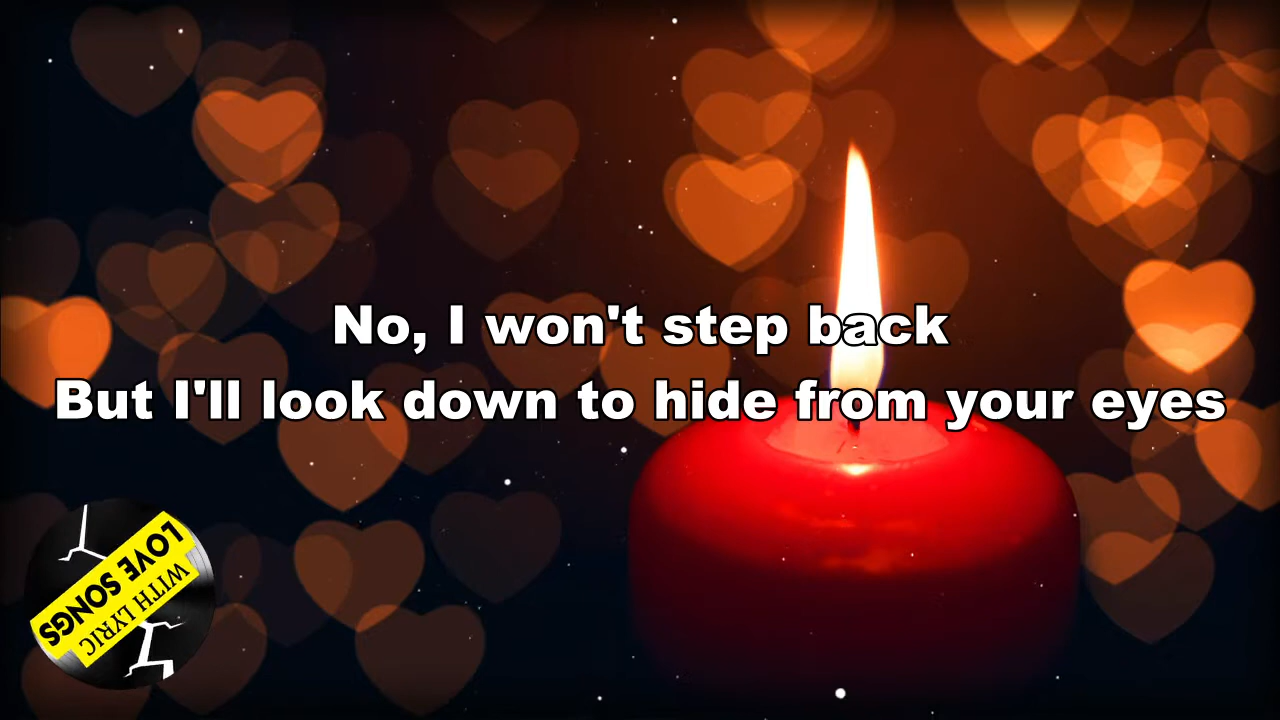 No, I won't step back
But I'll look down to hide from your eyes
LOVE SONGS
WITH LYRIC